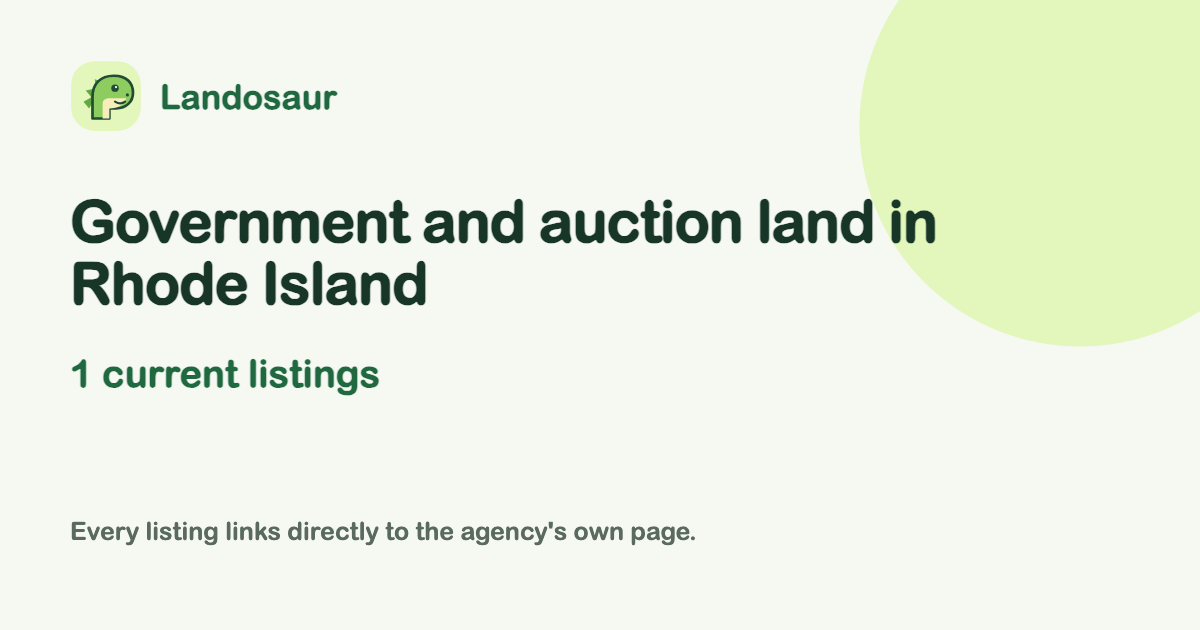 Landosaur
Government and auction land in
Rhode Island
1 current listings
Every listing links directly to the agency's own page.